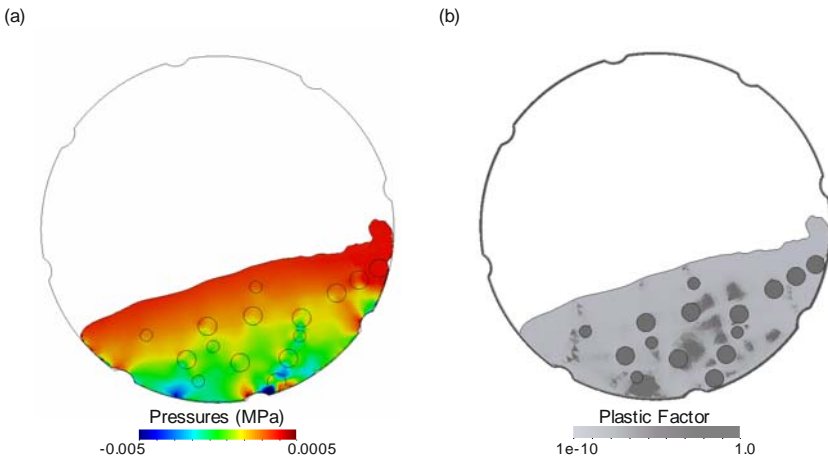 (a)
(b)
Pressures (MPa)
-0.005
0.0005
Plastic Factor
1e-10
1.0